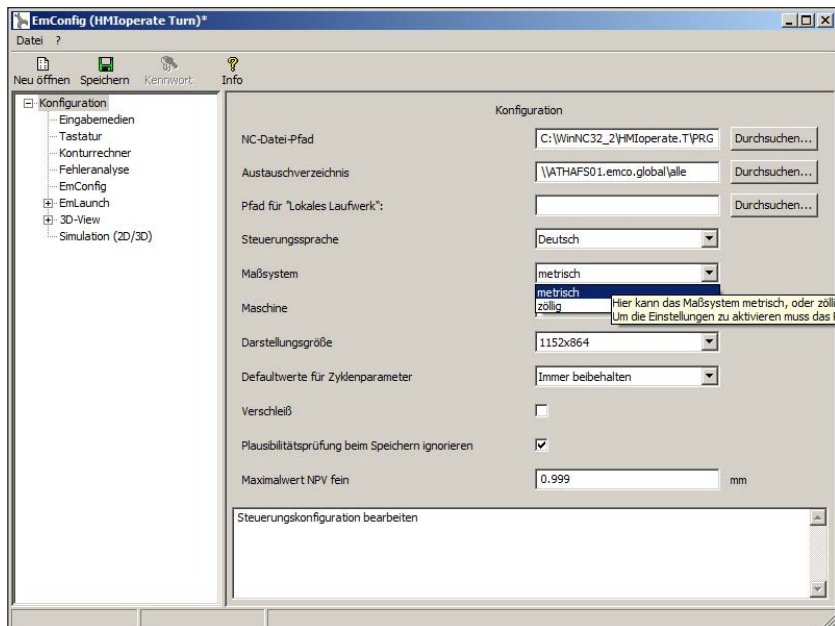 EmConfig (HMIoperate Turn)*
Datei ?
Neu öffnen Speichern Kennwort Info
Konfiguration
Eingabemedien
Tastatur
Konturrechner
Fehleranalyse
EmConfig
EmLaunch
3D-View
Simulation (2D/3D)
Konfiguration
NC-Datei-Pfad C:\WinNC32_2\HMIoperate.T\PRG Durchsuchen...
Austauschverzeichnis \\ATHAFS01.emco.global\alle Durchsuchen...
Pfad für "Lokales Laufwerk": Durchsuchen...
Steuerungssprache Deutsch
Maßsystem metrisch
metrisch
zöllig
Hier kann das Maßsystem metrisch, oder zölli
Um die Einstellungen zu aktivieren muss das
Maschine
Darstellungsgröße 1152x864
Defaultwerte für Zyklenparameter Immer beibehalten
Verschleiß
Plausibilitätsprüfung beim Speichern ignorieren
Maximalwert NPV fein 0.999 mm
Steuerungskonfiguration bearbeiten